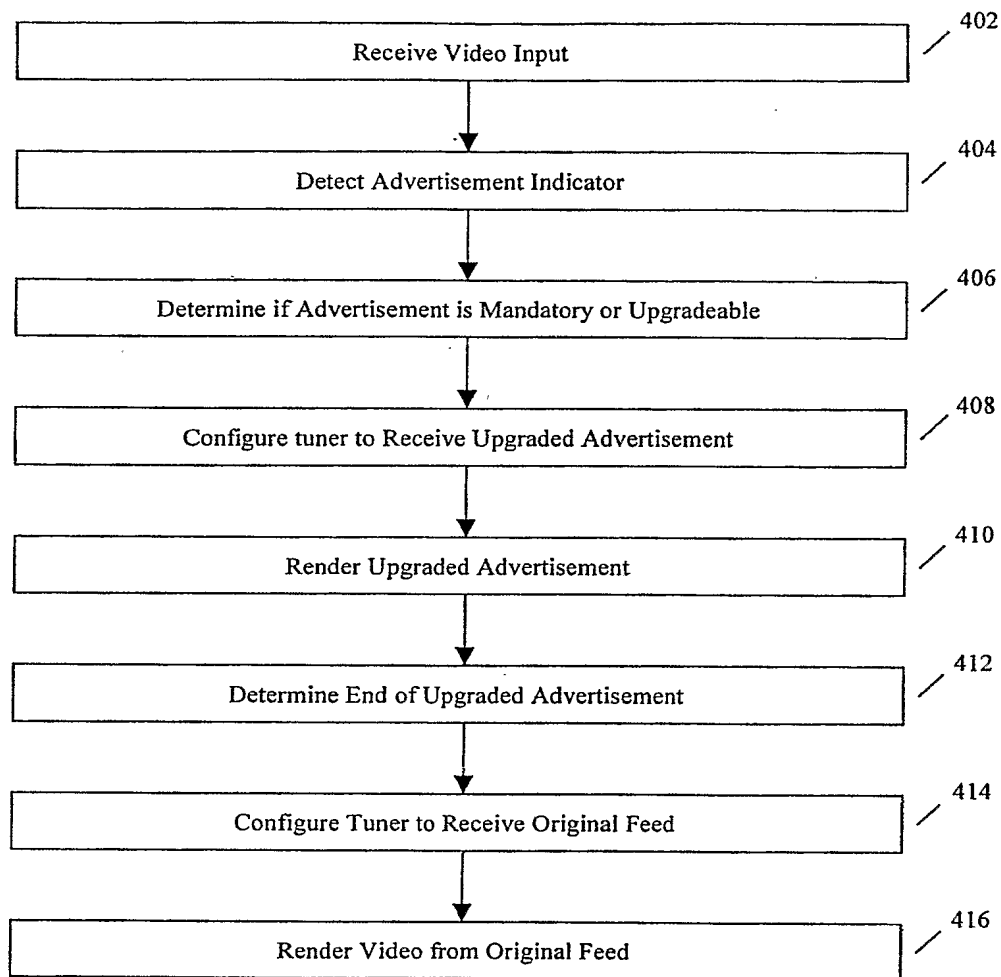 402
Receive Video Input
404
Detect Advertisement Indicator
406
Determine if Advertisement is Mandatory or Upgradeable
408
Configure tuner to Receive Upgraded Advertisement
410
Render Upgraded Advertisement
412
Determine End of Upgraded Advertisement
414
Configure Tuner to Receive Original Feed
416
Render Video from Original Feed